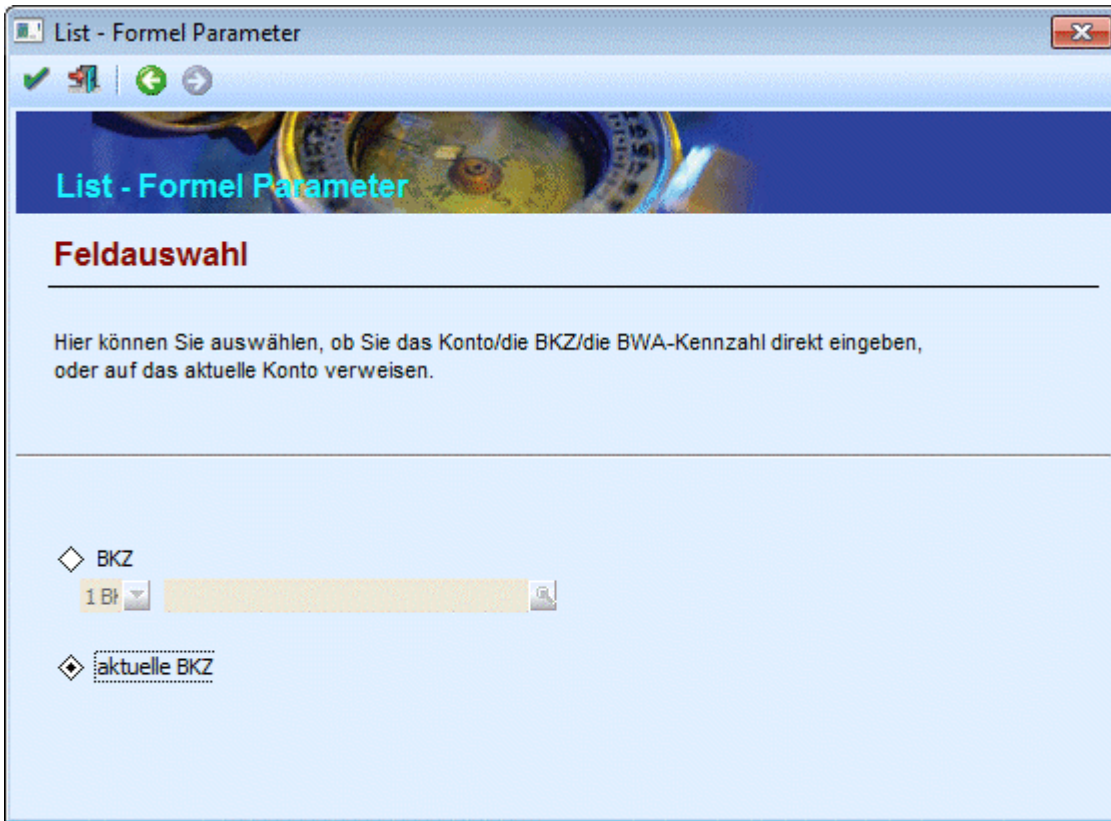 List - Formel Parameter
List - Formel Parameter
Feldauswahl
Hier können Sie auswählen, ob Sie das Konto/die BKZ/die BWA-Kennzahl direkt eingeben,
oder auf das aktuelle Konto verweisen.
BKZ
1
aktuelle BKZ